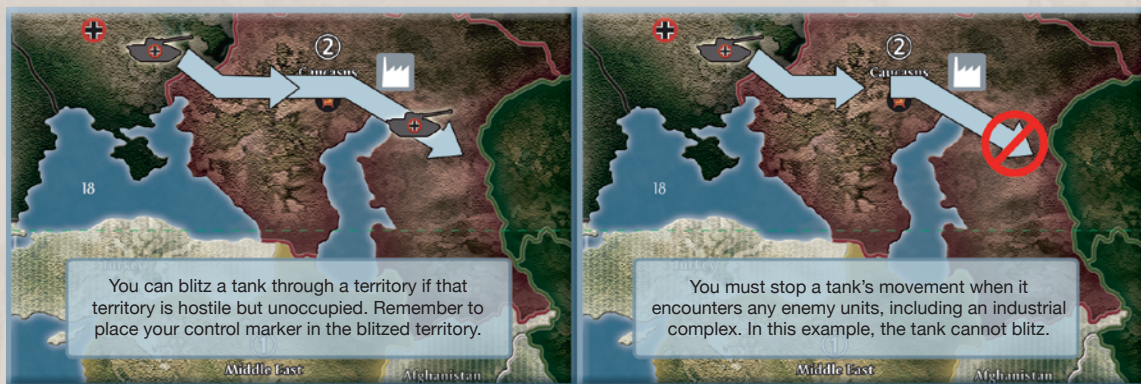 2
Caucasus
18
Turkey
You can blitz a tank through a territory if that
territory is hostile but unoccupied. Remember to
place your control marker in the blitzed territory.
1
Middle East
Afghanistan
2
Caucasus
18
Turkey
You must stop a tank’s movement when it
encounters any enemy units, including an industrial
complex. In this example, the tank cannot blitz.
1
Middle East
Afghanistan